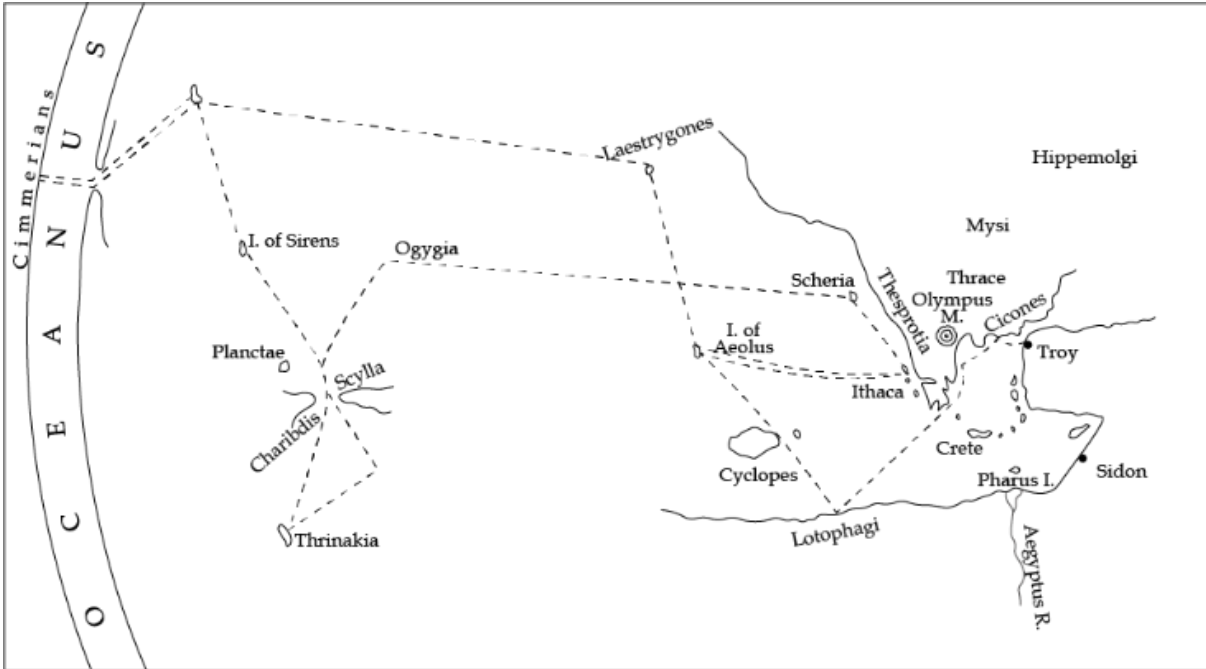 OCEANUS
Cimmerians
Laestrygones
Hippemolgi
Mysi
I. of Sirens
Ogygia
Scheria
Thesprotia
Thrace
Olympus
M.
Cicones
I. of
Aeolus
Troy
Planctae
Scylla
Ithaca
Charibdis
Crete
Cyclopes
Pharus I.
Sidon
Lotophagi
Thrinakia
Aegyptus R.